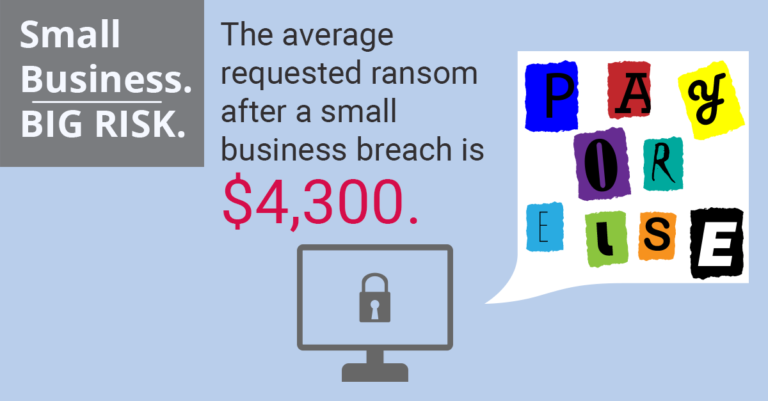 Small
Business.
BIG RISK.
The average
requested ransom
after a small
business breach is
$4,300.
PAY
OR
ElSE